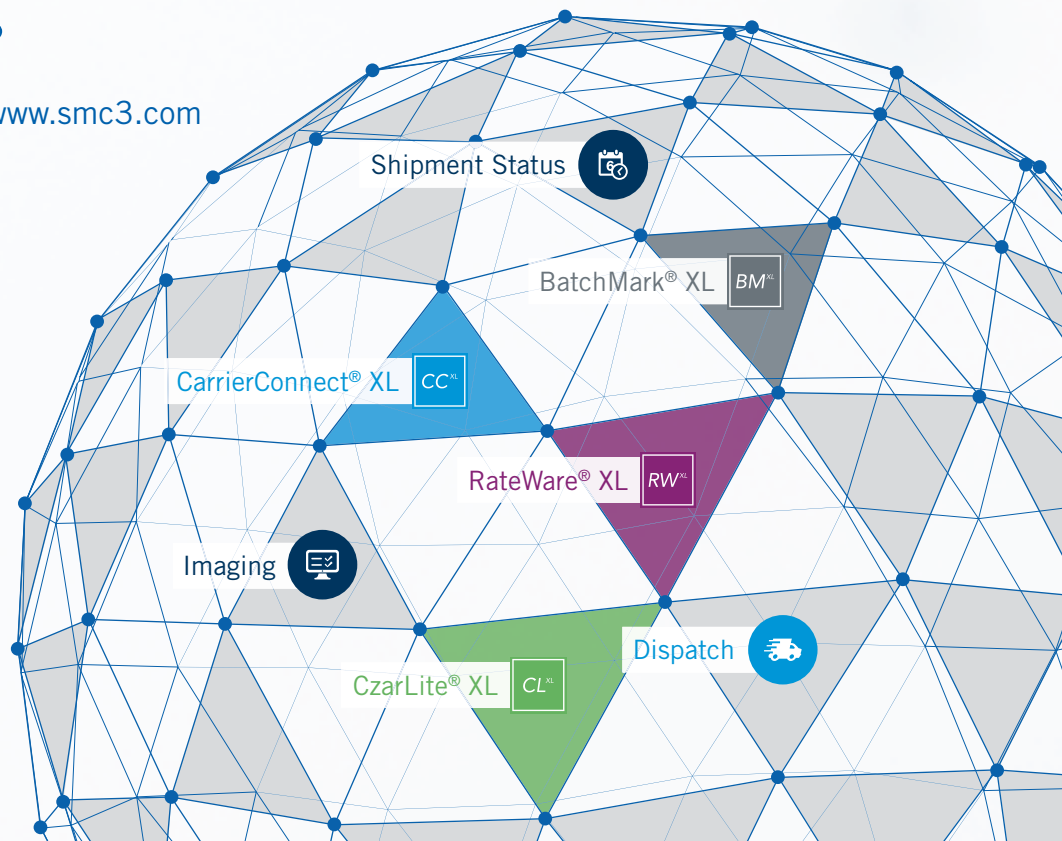 www.smc3.com
Shipment Status
6
BatchMark® XL
BM XL
CarrierConnect® XL
CC XL
RateWare® XL
RW XL
Imaging
Dispatch
CzarLite® XL
CL XL